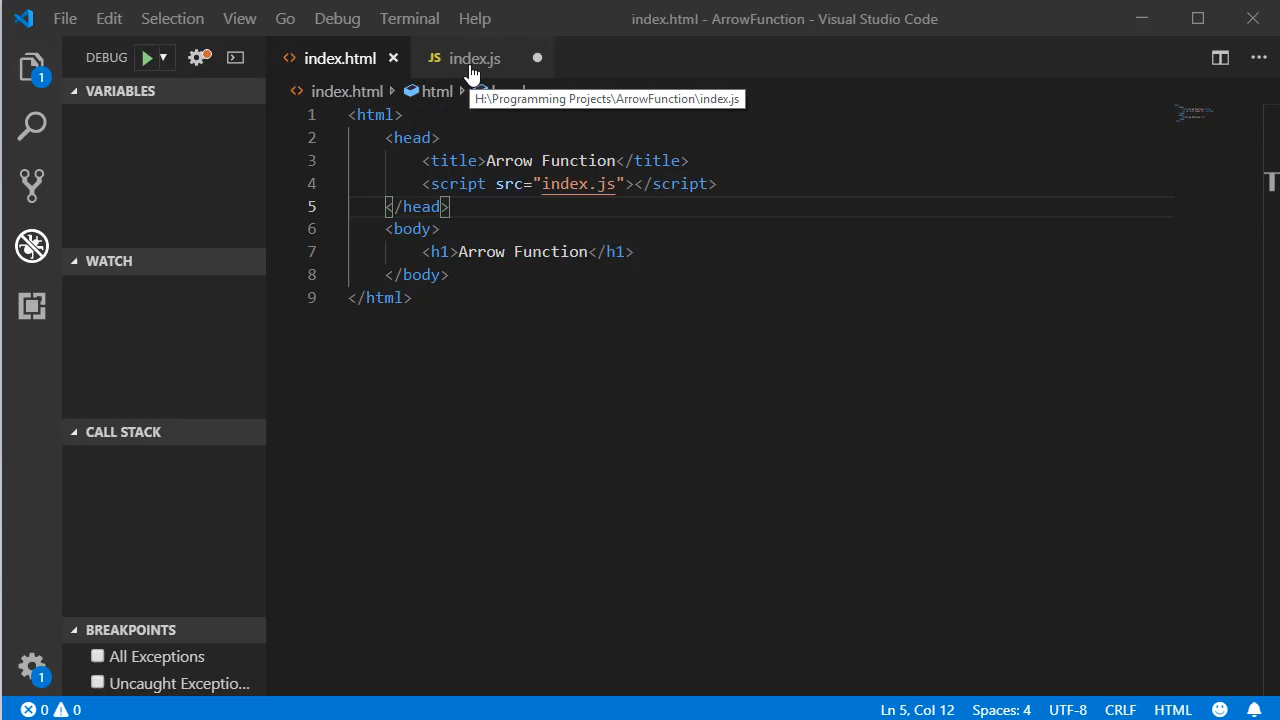 File Edit Selection View Go Debug Terminal Help index.html - ArrowFunction - Visual Studio Code
DEBUG
index.html
JS index.js
1
VARIABLES
index.html html
H:\Programming Projects\ArrowFunction\index.js
1 <html>
2 <head>
3 <title>Arrow Function</title>
4 <script src="index.js"></script>
5 </head>
6 <body>
7 <h1>Arrow Function</h1>
8 </body>
9 </html>
WATCH
CALL STACK
BREAKPOINTS
All Exceptions
Uncaught Exceptio...
1
0 0 Ln 5, Col 12 Spaces: 4 UTF-8 CRLF HTML